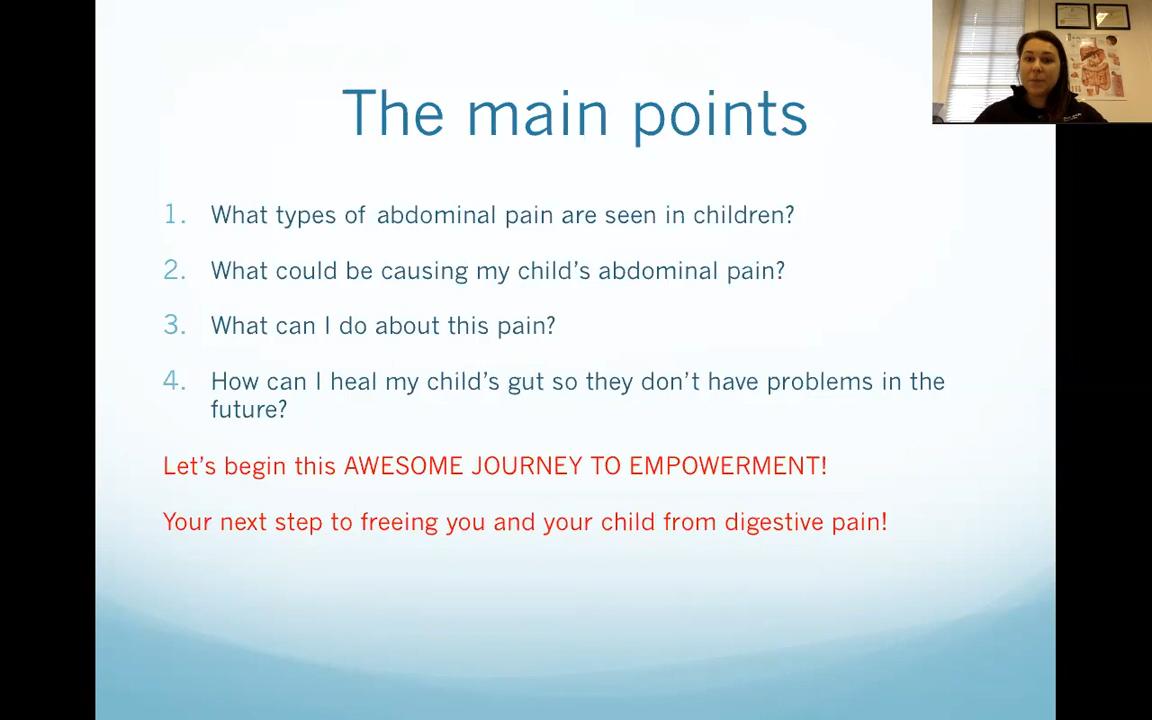 The main points
1. What types of abdominal pain are seen in children?
2. What could be causing my child’s abdominal pain?
3. What can I do about this pain?
4. How can I heal my child’s gut so they don’t have problems in the
future?
Let’s begin this AWESOME JOURNEY TO EMPOWERMENT!
Your next step to freeing you and your child from digestive pain!